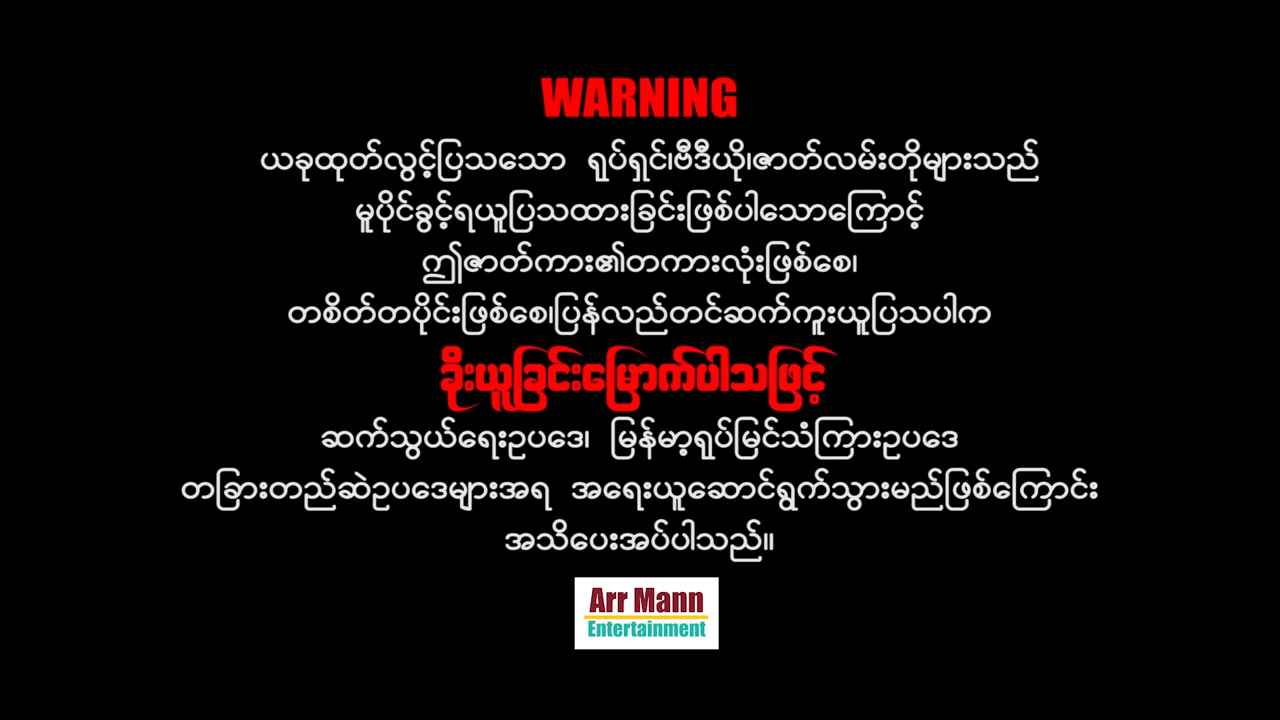 WARNING
ယခုထုတ်လွှင့်ပြသသော ရုပ်ရှင်၊ဗီဒီယို၊ဇာတ်လမ်းတိုများသည်
မူပိုင်ခွင့်ရယူပြသထားခြင်းဖြစ်ပါသောကြောင့်
ဤဇာတ်ကား၏တကားလုံးဖြစ်စေ၊
တစိတ်တပိုင်းဖြစ်စေ၊ပြန်လည်တင်ဆက်ကူးယူပြသပါက
ခိုးယူခြင်းမြောက်ပါသဖြင့်
ဆက်သွယ်ရေးဥပဒေ၊ မြန်မာ့ရုပ်မြင်သံကြားဥပဒေ
တခြားတည်ဆဲဥပဒေများအရ အရေးယူဆောင်ရွက်သွားမည်ဖြစ်ကြောင်း
အသိပေးအပ်ပါသည်။
Arr Mann
Entertainment